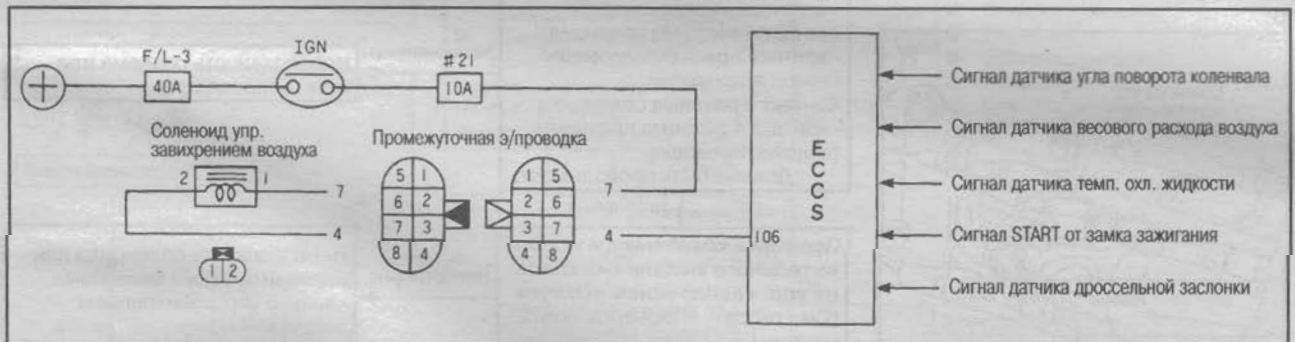 F/L-3
40A
IGN
#21
10A
Соленоид упр.
завихрением воздуха
2 1
7
4
1 2
Промежуточная э/проводка
5 1
6 2
7 3
8 4
1 5
2 6
3 7
4 8
7
4
106
E
C
C
S
Сигнал датчика угла поворота коленвала
Сигнал датчика весового расхода воздуха
Сигнал датчика темп. охл. жидкости
Сигнал START от замка зажигания
Сигнал датчика дроссельной заслонки